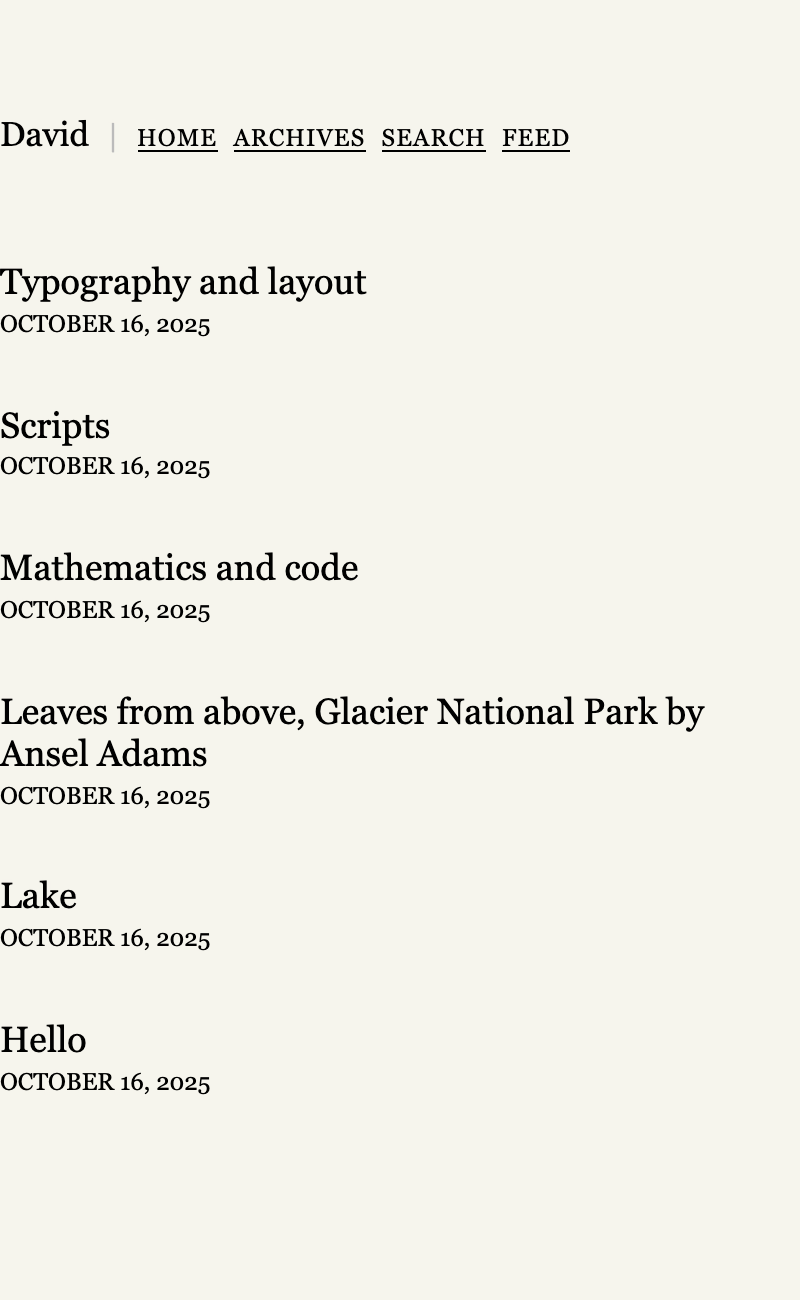 David | HOME ARCHIVES SEARCH FEED
Typography and layout
OCTOBER 16, 2025
Scripts
OCTOBER 16, 2025
Mathematics and code
OCTOBER 16, 2025
Leaves from above, Glacier National Park by
Ansel Adams
OCTOBER 16, 2025
Lake
OCTOBER 16, 2025
Hello
OCTOBER 16, 2025